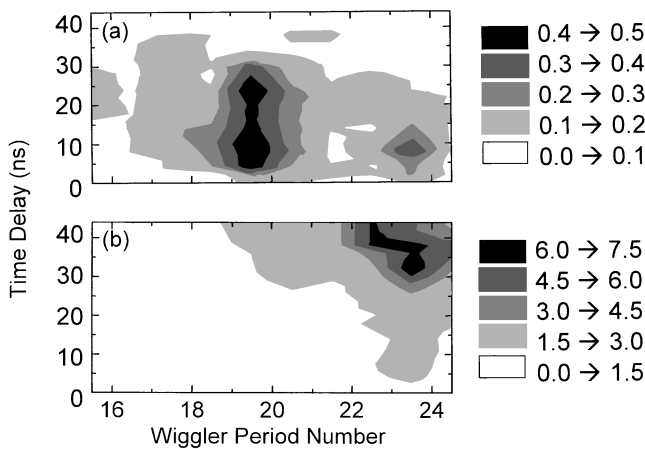 (a)
40
30
20
10
0
0.4 → 0.5
0.3 → 0.4
0.2 → 0.3
0.1 → 0.2
0.0 → 0.1
Time Delay (ns)
(b)
40
30
20
10
0
6.0 → 7.5
4.5 → 6.0
3.0 → 4.5
1.5 → 3.0
0.0 → 1.5
16 18 20 22 24
Wiggler Period Number